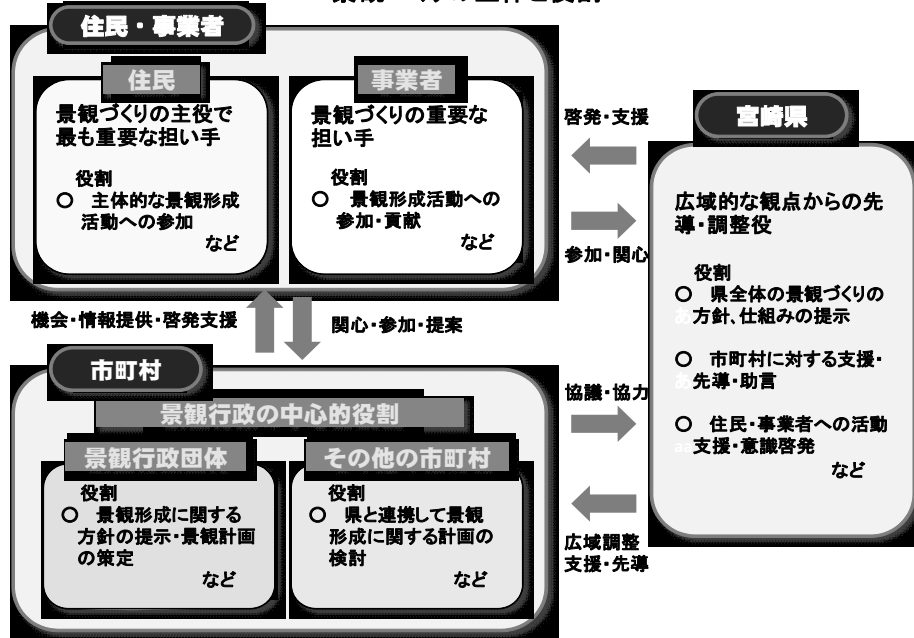 住民・事業者
住民
景観づくりの主役で
最も重要な担い手
役割
○ 主体的な景観形成
活動への参加
など
事業者
景観づくりの重要な
担い手
役割
○ 景観形成活動への
参加・貢献
など
啓発・支援
参加・関心
宮崎県
広域的な観点からの先
導・調整役
役割
○ 県全体の景観づくりの
方針、仕組みの提示
○ 市町村に対する支援・
先導・助言
○ 住民・事業者への活動
支援・意識啓発
など
機会・情報提供・啓発支援
関心・参加・提案
市町村
景観行政の中心的役割
景観行政団体
役割
○ 景観形成に関する
方針の提示・景観計画
の策定
など
その他の市町村
役割
○ 県と連携して景観
形成に関する計画の
検討
など
協議・協力
広域調整
支援・先導